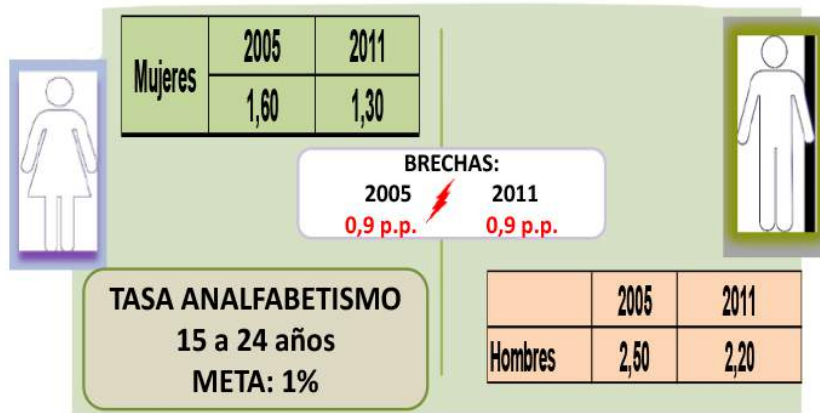 Mujeres 2005 2011
1,60 1,30
BRECHAS:
2005 2011
0,9 p.p. 0,9 p.p.
TASA ANALFABETISMO
15 a 24 años
META: 1%
2005 2011
Hombres 2,50 2,20